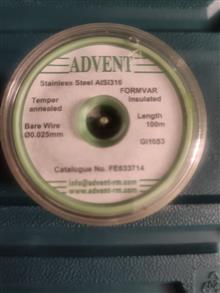 ADVENT
Stainless Steel AISI316
FORMVAR
Temper Insulated
annealed
Length
Bare Wire 100m
Ø0.025mm
GI1053
Catalogue No. FE633714
info@advent-rm.com
www.advent-rm.com